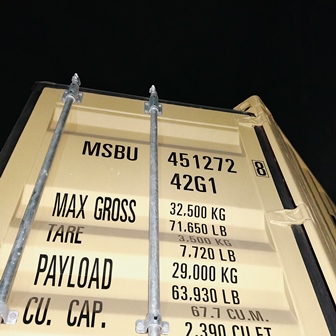 MSBU 451272 8
42G1
MAX GROSS 32.500 KG
71.650 LB
TARE 3.500 KG
7.720 LB
PAYLOAD 29.000 KG
63.930 LB
CU. CAP. 67.7 CU.M.
2.390 CU.FT.